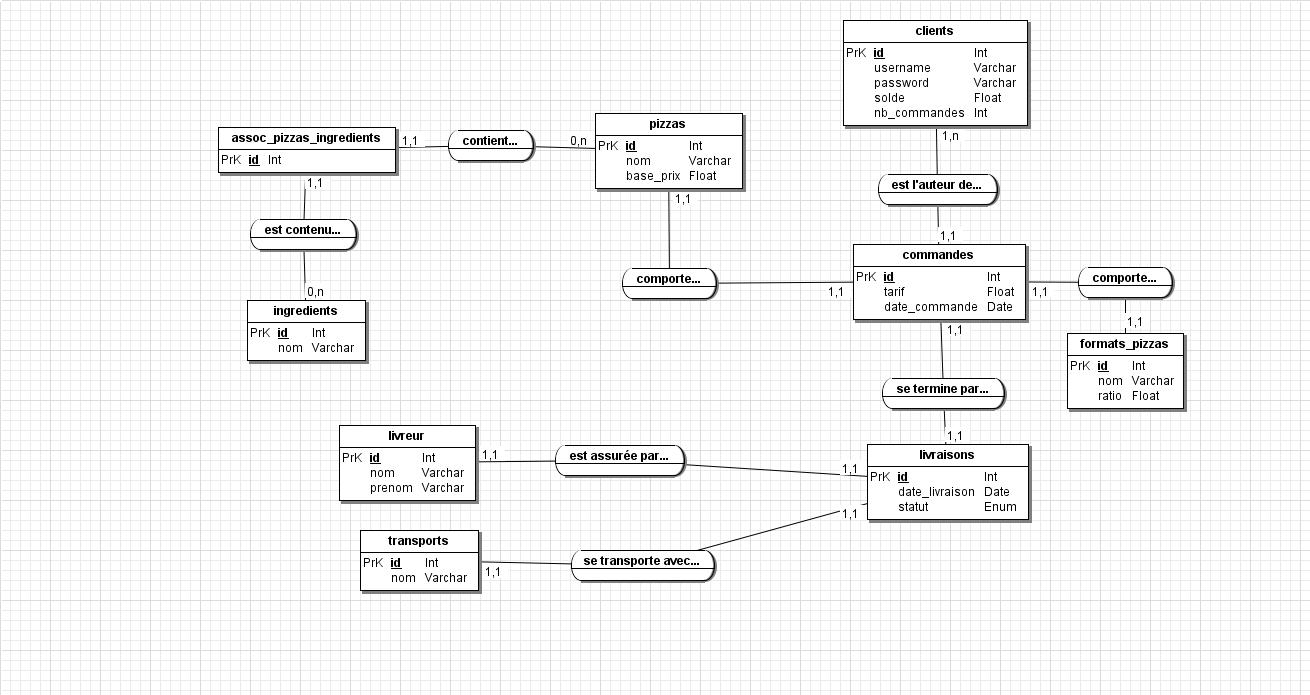 clients
PrK id Int
username Varchar
password Varchar
solde Float
nb_commandes Int
1,n
est l'auteur de...
1,1
assoc_pizzas_ingredients
PrK id Int
1,1
contient...
0,n
pizzas
PrK id Int
nom Varchar
base_prix Float
1,1
1,1
est contenu...
0,n
ingredients
PrK id Int
nom Varchar
comporte...
1,1
commandes
PrK id Int
tarif Float
date_commande Date
1,1
comporte...
1,1
formats_pizzas
PrK id Int
nom Varchar
ratio Float
1,1
se termine par...
1,1
livreur
PrK id Int
nom Varchar
prenom Varchar
1,1
est assurée par...
1,1
livraisons
PrK id Int
date_livraison Date
statut Enum
1,1
transports
PrK id Int
nom Varchar
1,1
se transporte avec...